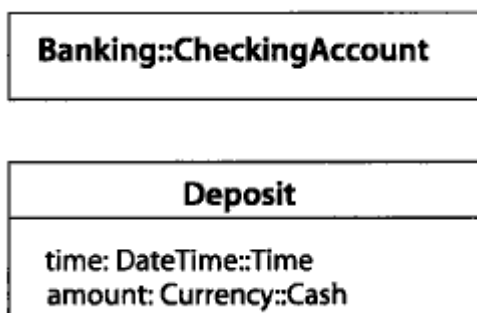 Banking::CheckingAccount
Deposit
time: DateTime::Time
amount: Currency::Cash